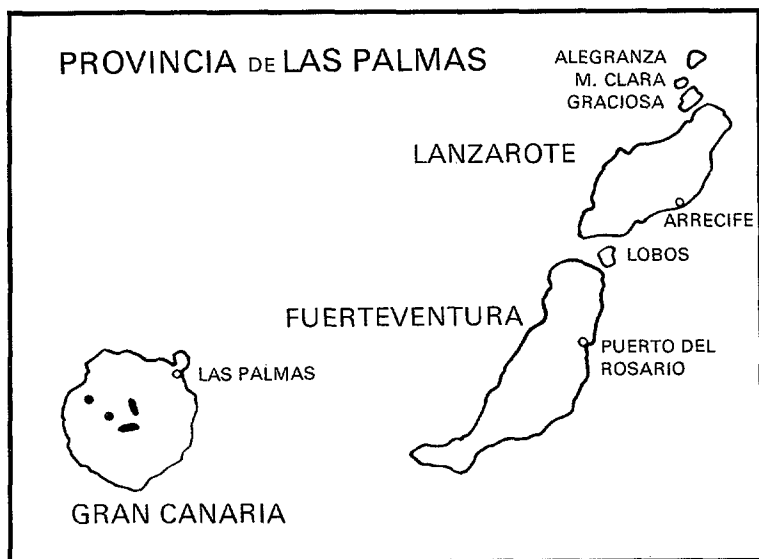 PROVINCIA DE LAS PALMAS
ALEGRANZA
M. CLARA
GRACIOSA
LANZAROTE
ARRECIFE
LOBOS
FUERTEVENTURA
PUERTO DEL
ROSARIO
LAS PALMAS
GRAN CANARIA